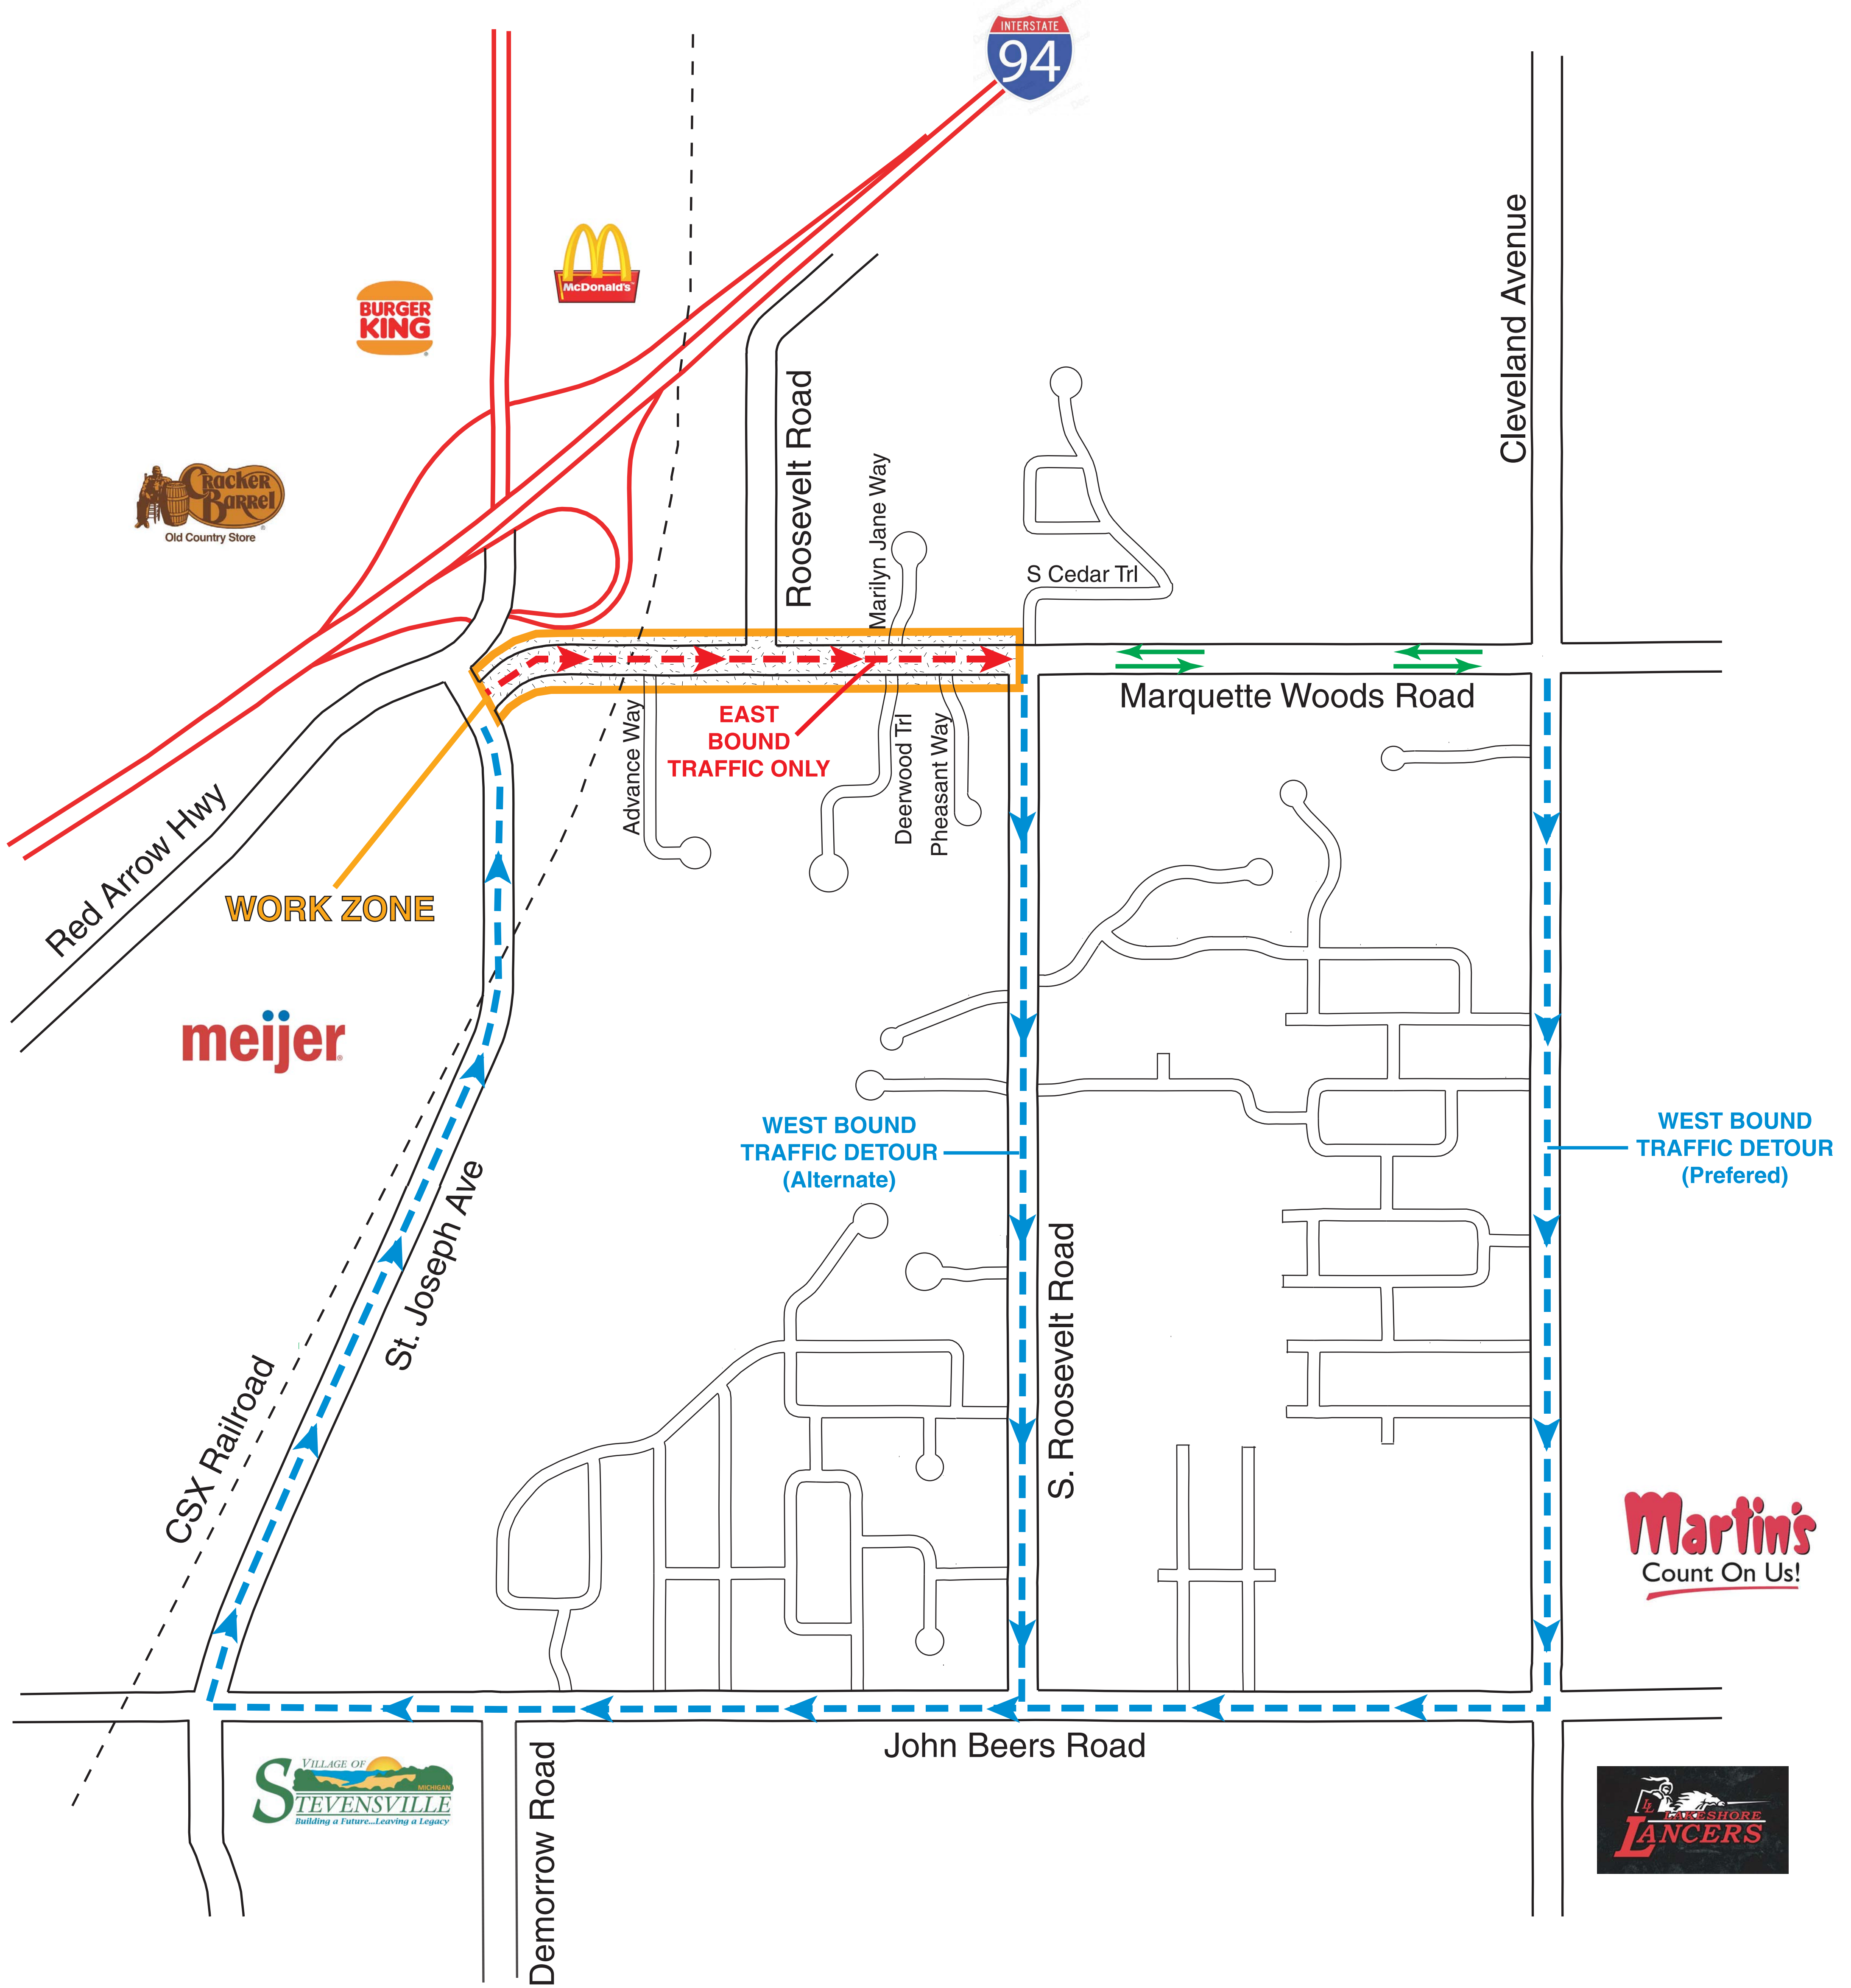 INTERSTATE
94
Cleveland Avenue
McDonald's
BURGER
KING
Roosevelt Road
Marilyn Jane Way
Cracker
Barrel
Old Country Store
S Cedar Trl
Marquette Woods Road
EAST
BOUND
TRAFFIC ONLY
Advance Way
Deerwood Trl
Pheasant Way
Red Arrow Hwy
WORK ZONE
meijer
WEST BOUND
TRAFFIC DETOUR
(Alternate)
WEST BOUND
TRAFFIC DETOUR
(Prefered)
St. Joseph Ave
S. Roosevelt Road
CSX Railroad
Martin's
Count On Us!
John Beers Road
VILLAGE OF
MICHIGAN
STEVENSVILLE
Building a Future...Leaving a Legacy
Demorrow Road
LL
LAKESHORE
LANCERS